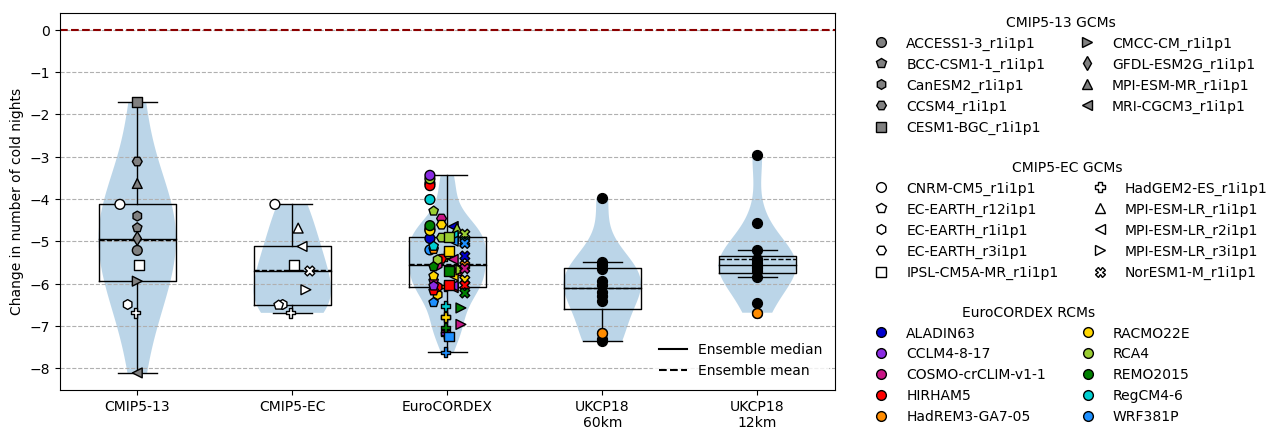 Change in number of cold nights
0
−1
−2
−3
−4
−5
−6
−7
−8
Ensemble median
Ensemble mean
CMIP5-13
CMIP5-EC
EuroCORDEX
UKCP18
60km
UKCP18
12km
CMIP5-13 GCMs
ACCESS1-3_r1i1p1
BCC-CSM1-1_r1i1p1
CanESM2_r1i1p1
CCSM4_r1i1p1
CESM1-BGC_r1i1p1
CMCC-CM_r1i1p1
GFDL-ESM2G_r1i1p1
MPI-ESM-MR_r1i1p1
MRI-CGCM3_r1i1p1
CMIP5-EC GCMs
CNRM-CM5_r1i1p1
EC-EARTH_r12i1p1
EC-EARTH_r1i1p1
EC-EARTH_r3i1p1
IPSL-CM5A-MR_r1i1p1
HadGEM2-ES_r1i1p1
MPI-ESM-LR_r1i1p1
MPI-ESM-LR_r2i1p1
MPI-ESM-LR_r3i1p1
NorESM1-M_r1i1p1
EuroCORDEX RCMs
ALADIN63
CCLM4-8-17
COSMO-crCLIM-v1-1
HIRHAM5
HadREM3-GA7-05
RACMO22E
RCA4
REMO2015
RegCM4-6
WRF381P